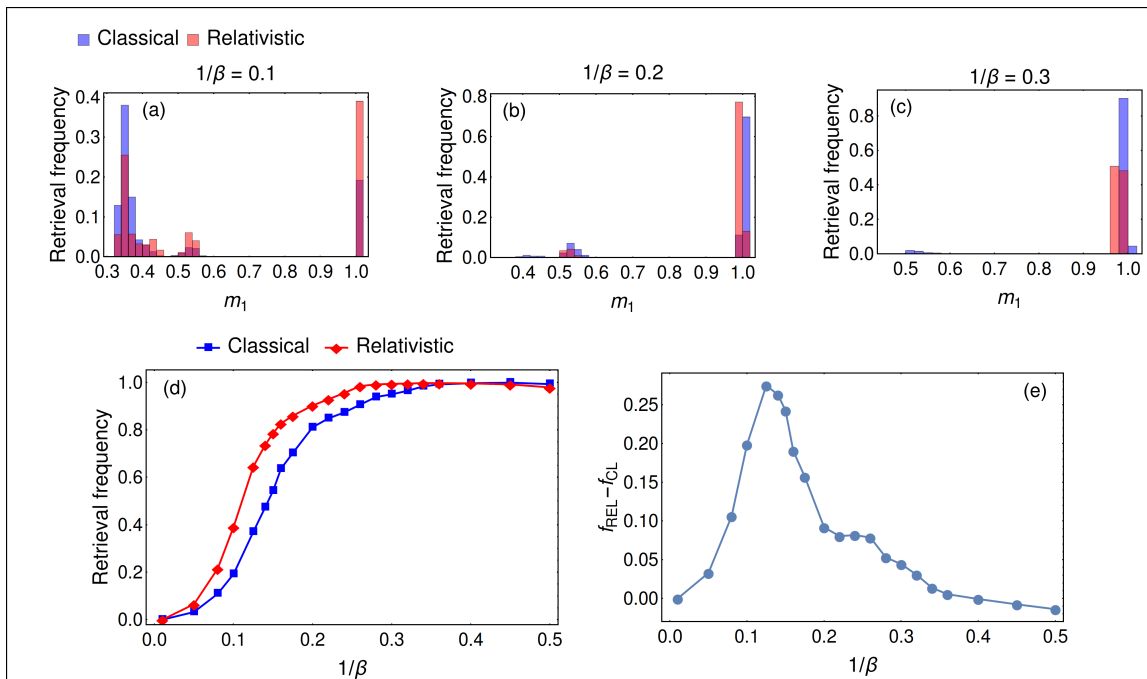 Classical Relativistic
1/β = 0.1
1/β = 0.2
1/β = 0.3
(a)
(b)
(c)
Retrieval frequency
0.4
0.3
0.2
0.1
0.0
0.3 0.4 0.5 0.6 0.7 0.8 0.9 1.0
m1
Retrieval frequency
0.8
0.6
0.4
0.2
0.0
0.4 0.5 0.6 0.7 0.8 0.9 1.0
m1
Retrieval frequency
0.8
0.6
0.4
0.2
0.0
0.5 0.6 0.7 0.8 0.9 1.0
m1
Classical Relativistic
(d)
Retrieval frequency
1.0
0.8
0.6
0.4
0.2
0.0
0.0 0.1 0.2 0.3 0.4 0.5
1/β
(e)
fREL−fCL
0.25
0.20
0.15
0.10
0.05
0.00
0.0 0.1 0.2 0.3 0.4 0.5
1/β